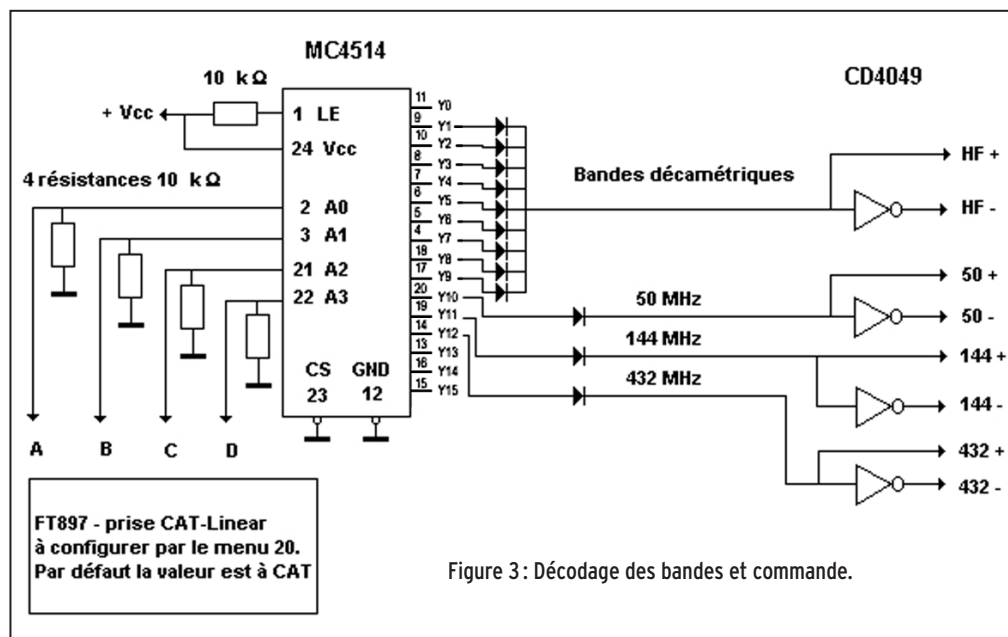 MC4514
CD4049
10 k Ω
+ Vcc
1 LE
24 Vcc
4 résistances 10 k Ω
2 A0
3 A1
21 A2
22 A3
CS
23
GND
12
11 Y0
9 Y1
10 Y2
8 Y3
7 Y4
6 Y5
5 Y6
4 Y7
18 Y8
17 Y9
20 Y10
19 Y11
14 Y12
13 Y13
16 Y14
15 Y15
Bandes décamétriques
50 MHz
144 MHz
432 MHz
HF +
HF -
50 +
50 -
144 +
144 -
432 +
432 -
A B C D
FT897 - prise CAT-Linear
à configurer par le menu 20.
Par défaut la valeur est à CAT
Figure 3 : Décodage des bandes et commande.